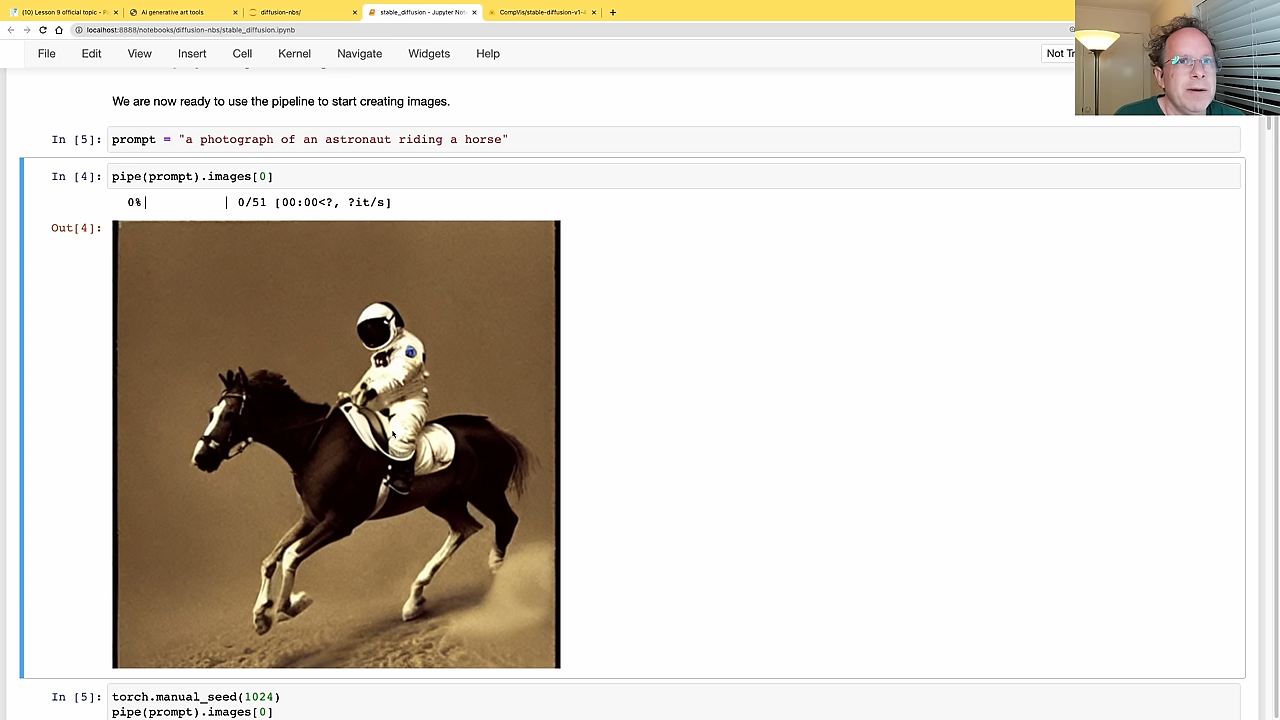 (10) Lesson 9 official topic - P
Ai generative art tools
diffusion-nbs/
stable_diffusion - Jupyter Not
CompVis/stable-diffusion-v1-4
localhost:8888/notebooks/diffusion-nbs/stable_diffusion.ipynb
File Edit View Insert Cell Kernel Navigate Widgets Help Not Tr
We are now ready to use the pipeline to start creating images.
In [5]: prompt = "a photograph of an astronaut riding a horse"
In [4]: pipe(prompt).images[0]
0%| | 0/51 [00:00<?, ?it/s]
Out[4]:
In [5]: torch.manual_seed(1024)
pipe(prompt).images[0]